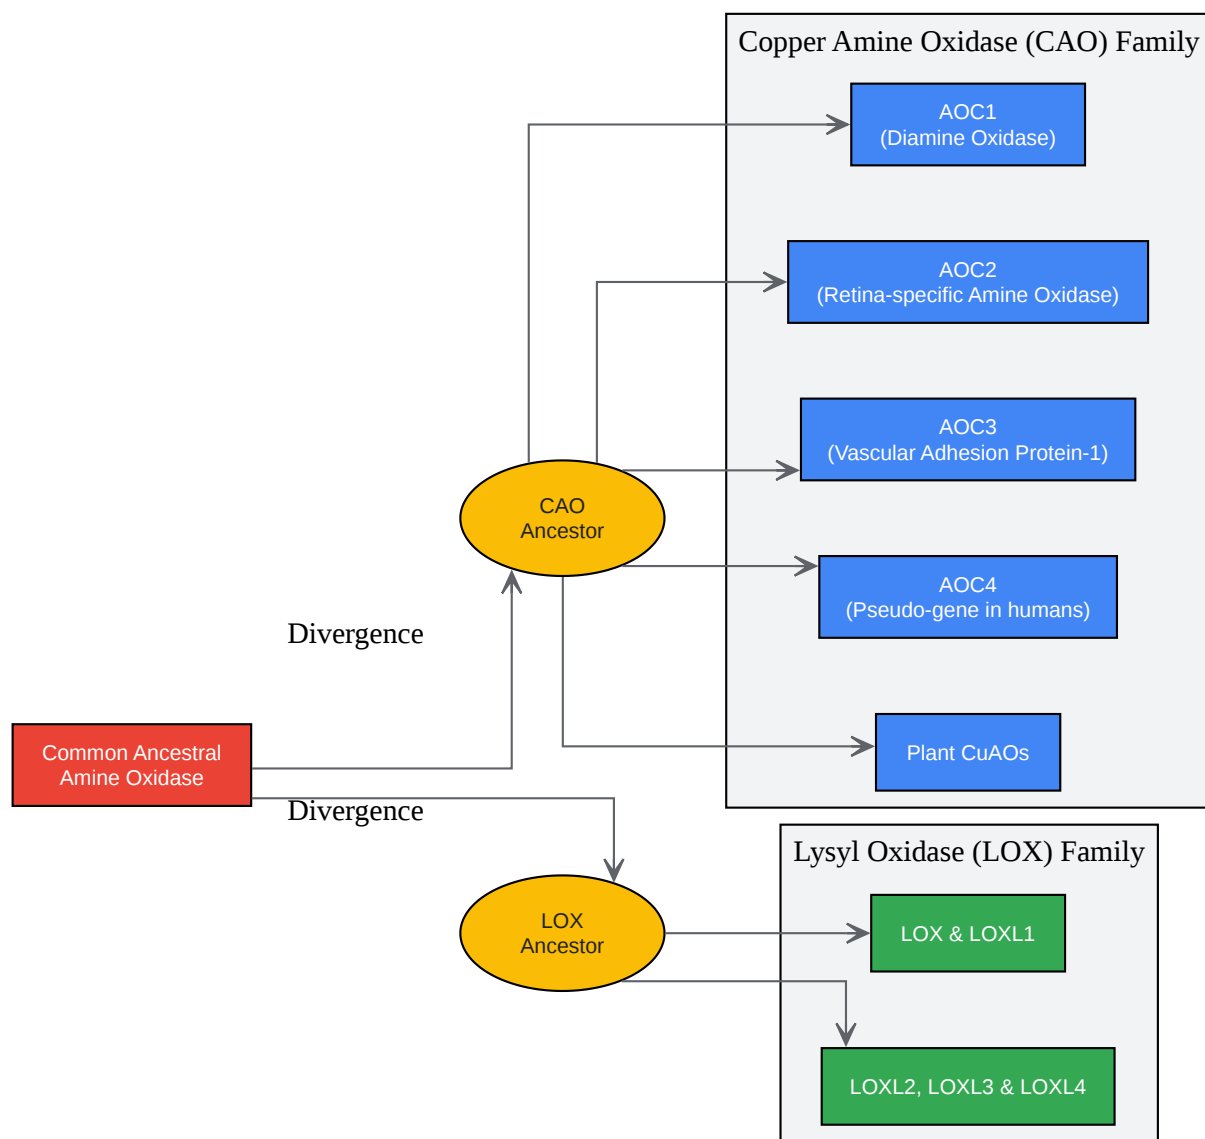 Copper Amine Oxidase (CAO) Family
AOC1
(Diamine Oxidase)
AOC2
(Retina-specific Amine Oxidase)
AOC3
(Vascular Adhesion Protein-1)
CAO
Ancestor
AOC4
(Pseudo-gene in humans)
Divergence
Common Ancestral
Amine Oxidase
Plant CuAOs
Divergence
Lysyl Oxidase (LOX) Family
LOX
Ancestor
LOX & LOXL1
LOXL2, LOXL3 & LOXL4